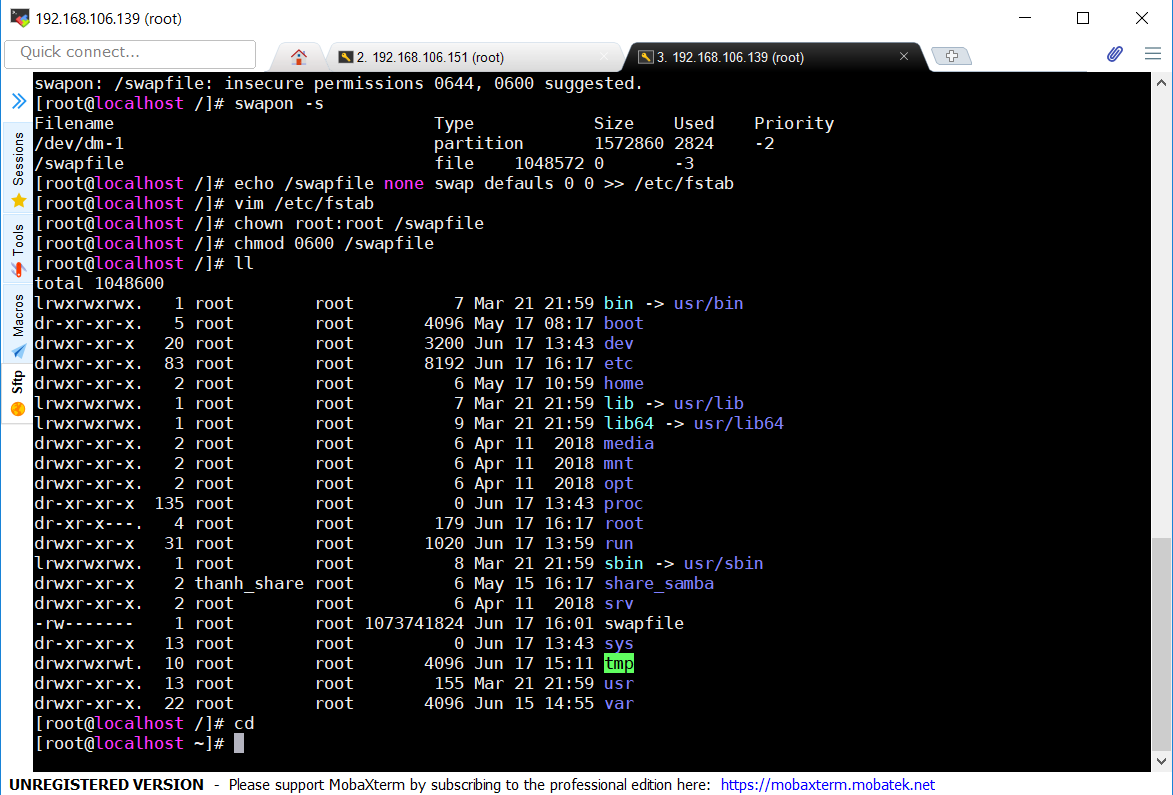 192.168.106.139 (root)
Quick connect...
2. 192.168.106.151 (root)
3. 192.168.106.139 (root)
Sessions
Tools
Macros
Sftp
swapon: /swapfile: insecure permissions 0644, 0600 suggested.
[root@localhost /]# swapon -s
Filename Type Size Used Priority
/dev/dm-1 partition 1572860 2824 -2
/swapfile file 1048572 0 -3
[root@localhost /]# echo /swapfile none swap defauls 0 0 >> /etc/fstab
[root@localhost /]# vim /etc/fstab
[root@localhost /]# chown root:root /swapfile
[root@localhost /]# chmod 0600 /swapfile
[root@localhost /]# ll
total 1048600
lrwxrwxrwx. 1 root root 7 Mar 21 21:59 bin -> usr/bin
dr-xr-xr-x. 5 root root 4096 May 17 08:17 boot
drwxr-xr-x 20 root root 3200 Jun 17 13:43 dev
drwxr-xr-x. 83 root root 8192 Jun 17 16:17 etc
drwxr-xr-x. 2 root root 6 May 17 10:59 home
lrwxrwxrwx. 1 root root 7 Mar 21 21:59 lib -> usr/lib
lrwxrwxrwx. 1 root root 9 Mar 21 21:59 lib64 -> usr/lib64
drwxr-xr-x. 2 root root 6 Apr 11 2018 media
drwxr-xr-x. 2 root root 6 Apr 11 2018 mnt
drwxr-xr-x. 2 root root 6 Apr 11 2018 opt
dr-xr-xr-x 135 root root 0 Jun 17 13:43 proc
dr-xr-x---. 4 root root 179 Jun 17 16:17 root
drwxr-xr-x 31 root root 1020 Jun 17 13:59 run
lrwxrwxrwx. 1 root root 8 Mar 21 21:59 sbin -> usr/sbin
drwxr-xr-x 2 thanh_share root 6 May 15 16:17 share_samba
drwxr-xr-x. 2 root root 6 Apr 11 2018 srv
-rw------- 1 root root 1073741824 Jun 17 16:01 swapfile
dr-xr-xr-x 13 root root 0 Jun 17 13:43 sys
drwxrwxrwt. 10 root root 4096 Jun 17 15:11 tmp
drwxr-xr-x. 13 root root 155 Mar 21 21:59 usr
drwxr-xr-x. 22 root root 4096 Jun 15 14:55 var
[root@localhost /]# cd
[root@localhost ~]#
UNREGISTERED VERSION - Please support MobaXterm by subscribing to the professional edition here: https://mobaxterm.mobatek.net